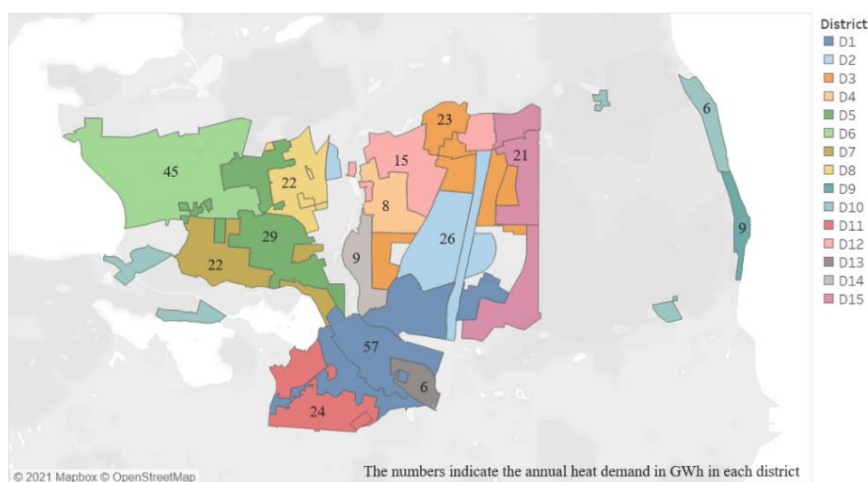 District
D1
D2
D3
D4
D5
D6
D7
D8
D9
D10
D11
D12
D13
D14
D15
6
23
15
21
45
22
8
9
29
26
22
9
57
6
24
© 2021 Mapbox © OpenStreetMap
The numbers indicate the annual heat demand in GWh in each district